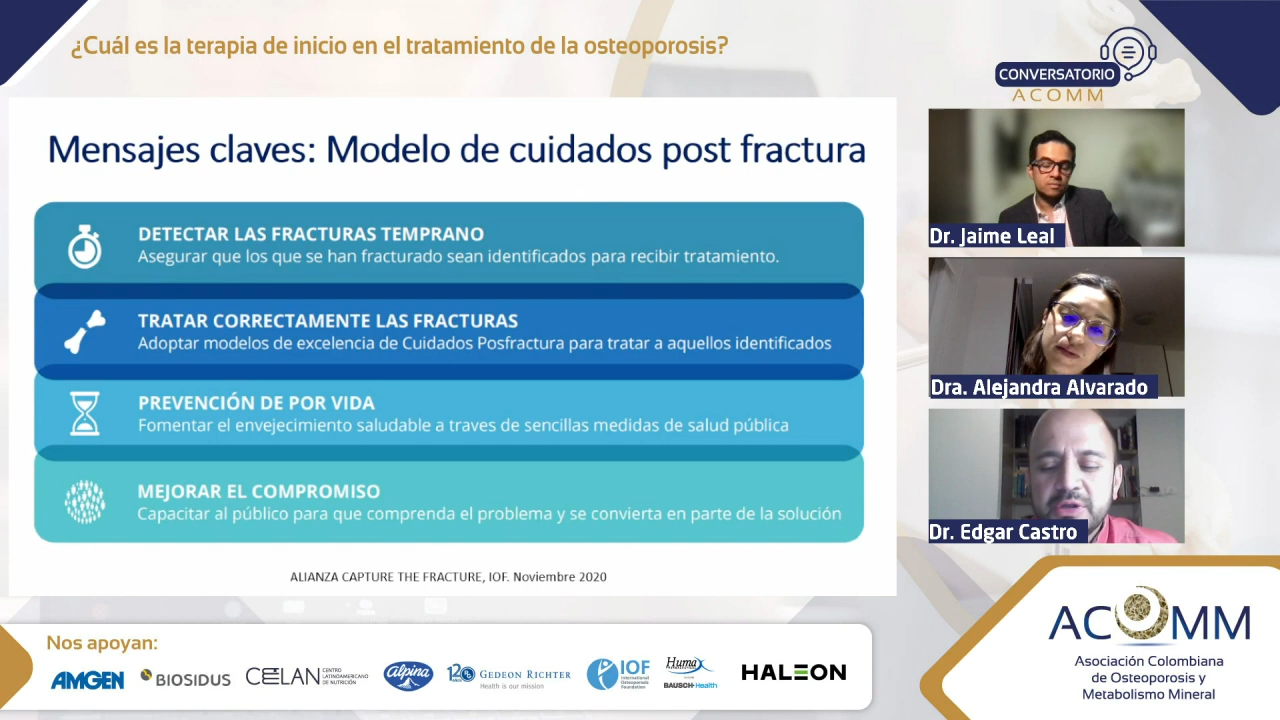 ¿Cuál es la terapia de inicio en el tratamiento de la osteoporosis?
CONVERSATORIO
ACOMM
Mensajes claves: Modelo de cuidados post fractura
DETECTAR LAS FRACTURAS TEMPRANO
Asegurar que los que se han fracturado sean identificados para recibir tratamiento.
TRATAR CORRECTAMENTE LAS FRACTURAS
Adoptar modelos de excelencia de Cuidados Posfractura para tratar a aquellos identificados
PREVENCIÓN DE POR VIDA
Fomentar el envejecimiento saludable a traves de sencillas medidas de salud pública
MEJORAR EL COMPROMISO
Capacitar al público para que comprenda el problema y se convierta en parte de la solución
ALIANZA CAPTURE THE FRACTURE, IOF. Noviembre 2020
Dr. Jaime Leal
Dra. Alejandra Alvarado
Dr. Edgar Castro
Nos apoyan:
AMGEN
BIOSIDUS
CELAN
CENTRO
LATINOAMERICANO
DE NUTRICIÓN
Alpina
120
GEDEON RICHTER
Health is our mission
IOF
International
Osteoporosis
Foundation
Humax
BAUSCH+Health
HALEON
ACOMM
Asociación Colombiana
de Osteoporosis y
Metabolismo Mineral